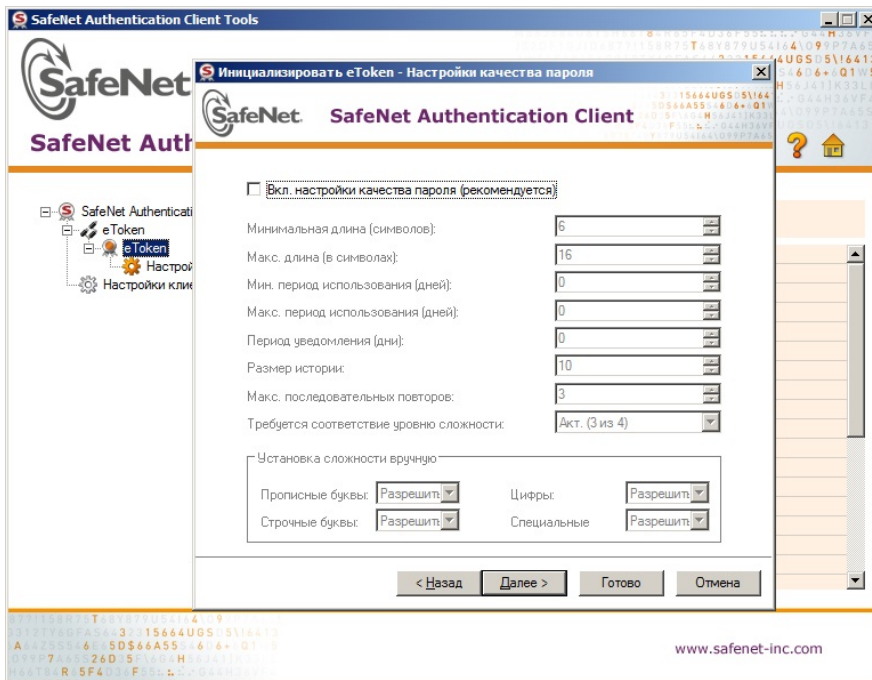 SafeNet Authentication Client Tools
SafeNet
SafeNet Auth
SafeNet Authenticati
eToken
eToken
Настрой
Настройки клие
Инициализировать eToken - Настройки качества пароля
SafeNet.
SafeNet Authentication Client
Вкл. настройки качества пароля (рекомендуется)
Минимальная длина (символов): 6
Макс. длина (в символах): 16
Мин. период использования (дней): 0
Макс. период использования (дней): 0
Период уведомления (дни): 0
Размер истории: 10
Макс. последовательных повторов: 3
Требуется соответствие уровню сложности: Акт. (3 из 4)
Установка сложности вручную
Прописные буквы: Разрешить Цифры: Разрешить
Строчные буквы: Разрешить Специальные Разрешить
< Назад Далее > Готово Отмена
www.safenet-inc.com